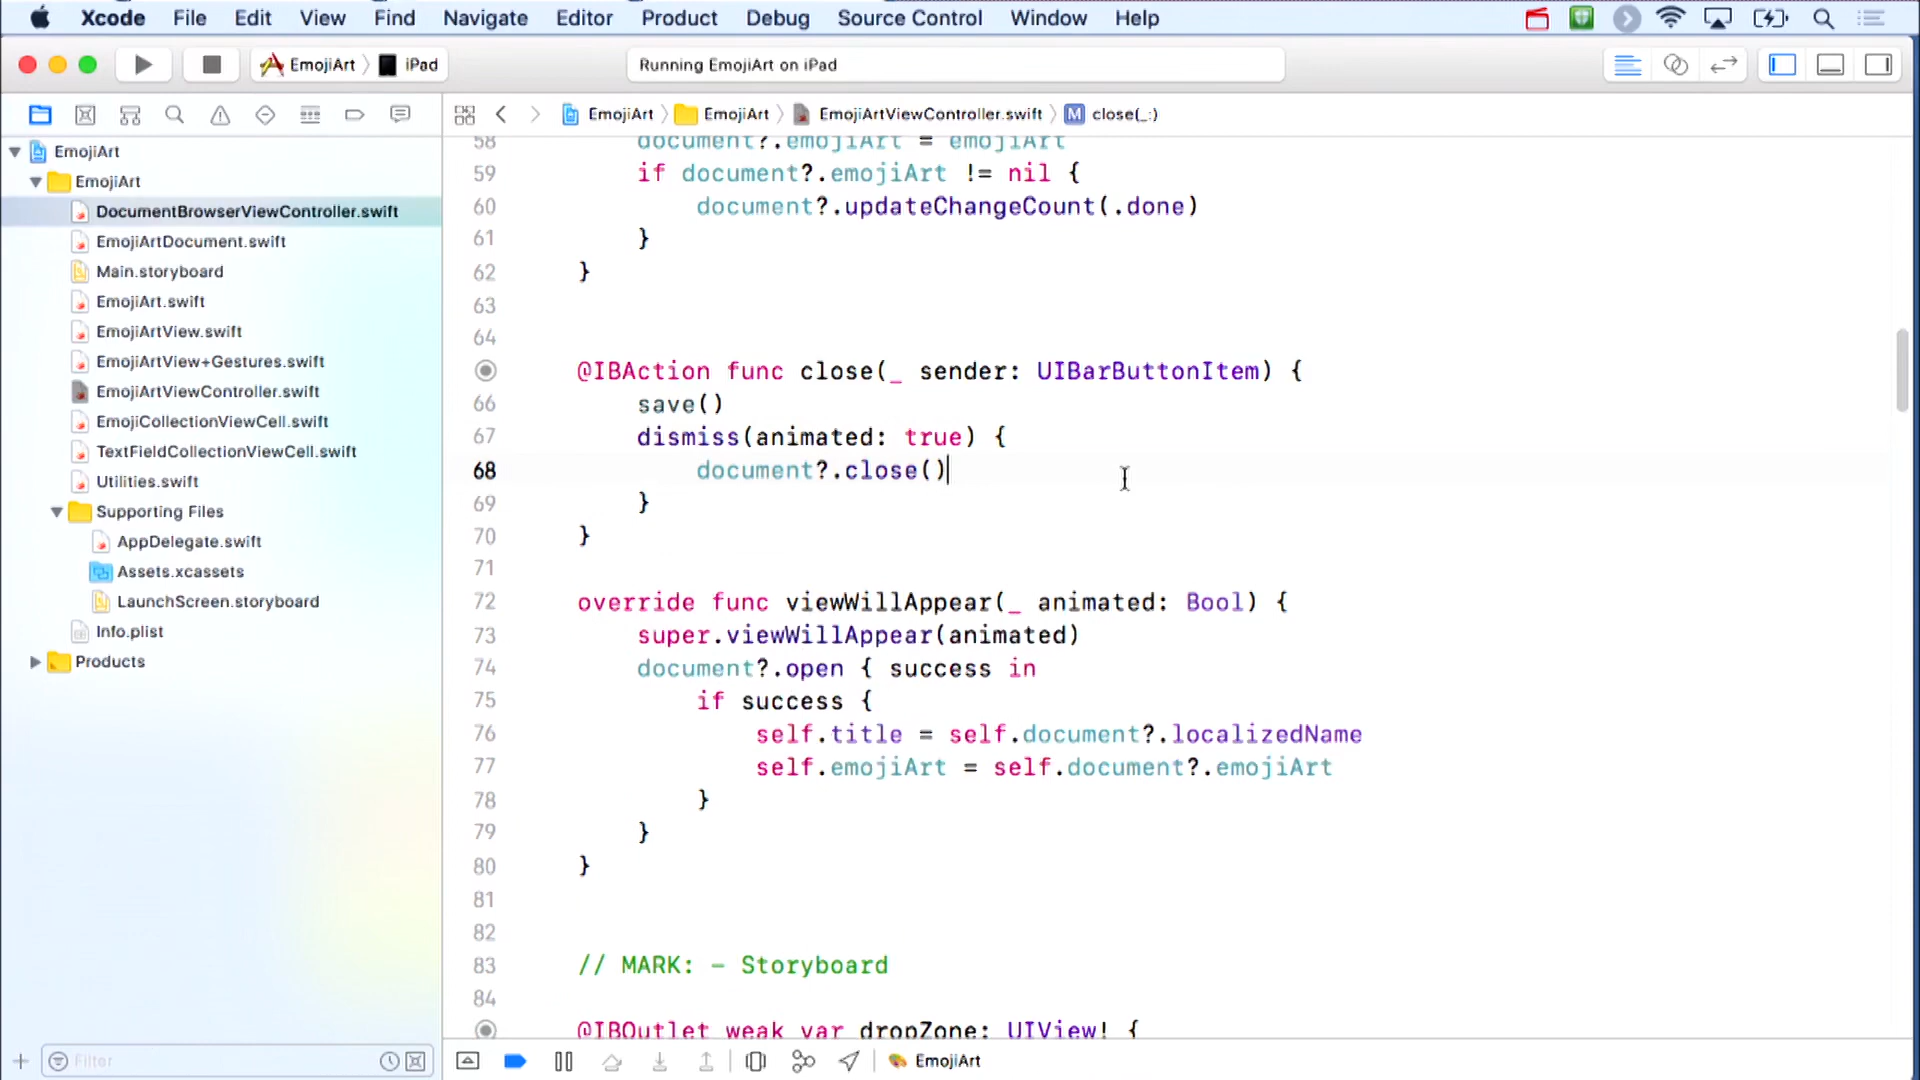 Xcode File Edit View Find Navigate Editor Product Debug Source Control Window Help
EmojiArt iPad
Running EmojiArt on iPad
EmojiArt EmojiArt EmojiArtViewController.swift M close(_:)
EmojiArt
EmojiArt
DocumentBrowserViewController.swift
EmojiArtDocument.swift
Main.storyboard
EmojiArt.swift
EmojiArtView.swift
EmojiArtView+Gestures.swift
EmojiArtViewController.swift
EmojiCollectionViewCell.swift
TextFieldCollectionViewCell.swift
Utilities.swift
Supporting Files
AppDelegate.swift
Assets.xcassets
LaunchScreen.storyboard
Info.plist
Products
Filter
58 document?.emojiArt = emojiArt
59 if document?.emojiArt != nil {
60 document?.updateChangeCount(.done)
61 }
62 }
63
64
@IBAction func close(_ sender: UIBarButtonItem) {
66 save()
67 dismiss(animated: true) {
68 document?.close()
69 }
70 }
71
72 override func viewWillAppear(_ animated: Bool) {
73 super.viewWillAppear(animated)
74 document?.open { success in
75 if success {
76 self.title = self.document?.localizedName
77 self.emojiArt = self.document?.emojiArt
78 }
79 }
80 }
81
82
83 // MARK: - Storyboard
84
@IBOutlet weak var dropZone: UIView! {
EmojiArt